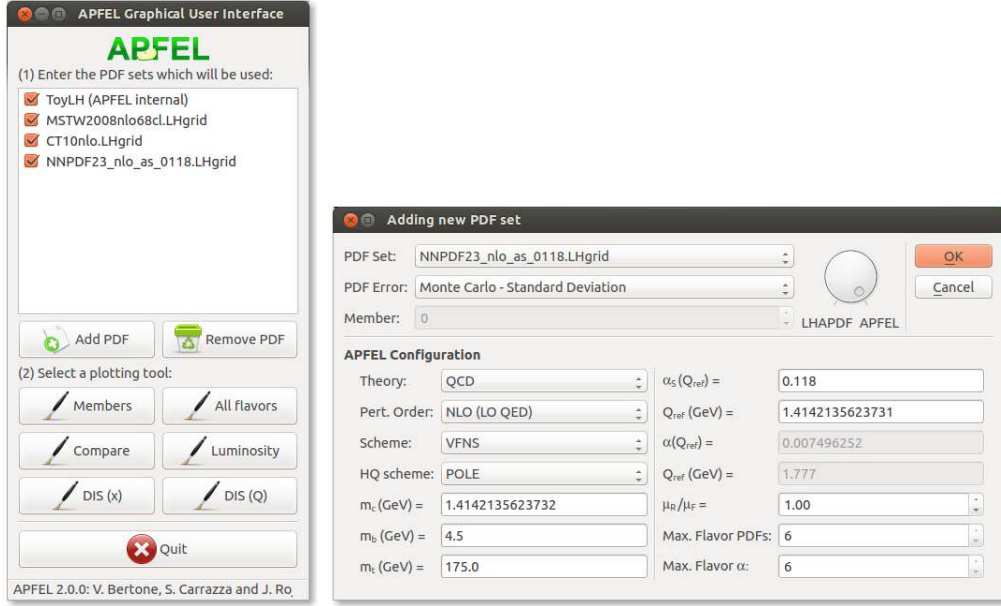 APFEL Graphical User Interface
APFEL
(1) Enter the PDF sets which will be used:
ToyLH (APFEL internal)
MSTW2008nlo68cl.LHgrid
CT10nlo.LHgrid
NNPDF23_nlo_as_0118.LHgrid
Add PDF Remove PDF
(2) Select a plotting tool:
Members All flavors
Compare Luminosity
DIS (x) DIS (Q)
Quit
APFEL 2.0.0: V. Bertone, S. Carrazza and J. Ro
Adding new PDF set
PDF Set: NNPDF23_nlo_as_0118.LHgrid OK
PDF Error: Monte Carlo - Standard Deviation Cancel
Member: 0 LHAPDF APFEL
APFEL Configuration
Theory: QCD αS(Qref) = 0.118
Pert. Order: NLO (LO QED) Qref (GeV) = 1.4142135623731
Scheme: VFNS α(Qref) = 0.007496252
HQ scheme: POLE Qref (GeV) = 1.777
mc (GeV) = 1.4142135623732 μR/μF = 1.00
mb (GeV) = 4.5 Max. Flavor PDFs: 6
mt (GeV) = 175.0 Max. Flavor α: 6